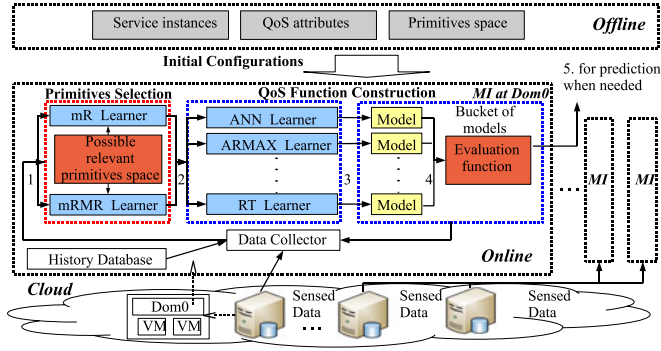 Service instances
QoS attributes
Primitives space
Offline
Initial Configurations
5. for prediction
when needed
Primitives Selection
QoS Function Construction
MI at Dom0
mR Learner
Possible
relevant
primitives space
mRMR Learner
1
2
ANN Learner
ARMAX Learner
RT Learner
3
Model
Model
Model
4
Bucket of
models
Evaluation
function
MI
MI
Data Collector
History Database
Online
Cloud
Dom0
VM
VM
Sensed
Data
Sensed
Data
Sensed
Data